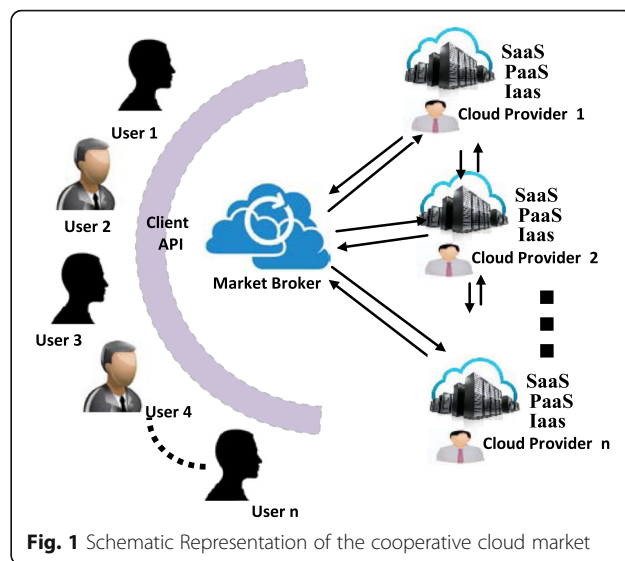 User 1
User 2
User 3
User 4
User n
Client
API
Market Broker
SaaS
PaaS
Iaas
Cloud Provider 1
SaaS
PaaS
Iaas
Cloud Provider 2
SaaS
PaaS
Iaas
Cloud Provider n
Fig. 1 Schematic Representation of the cooperative cloud market